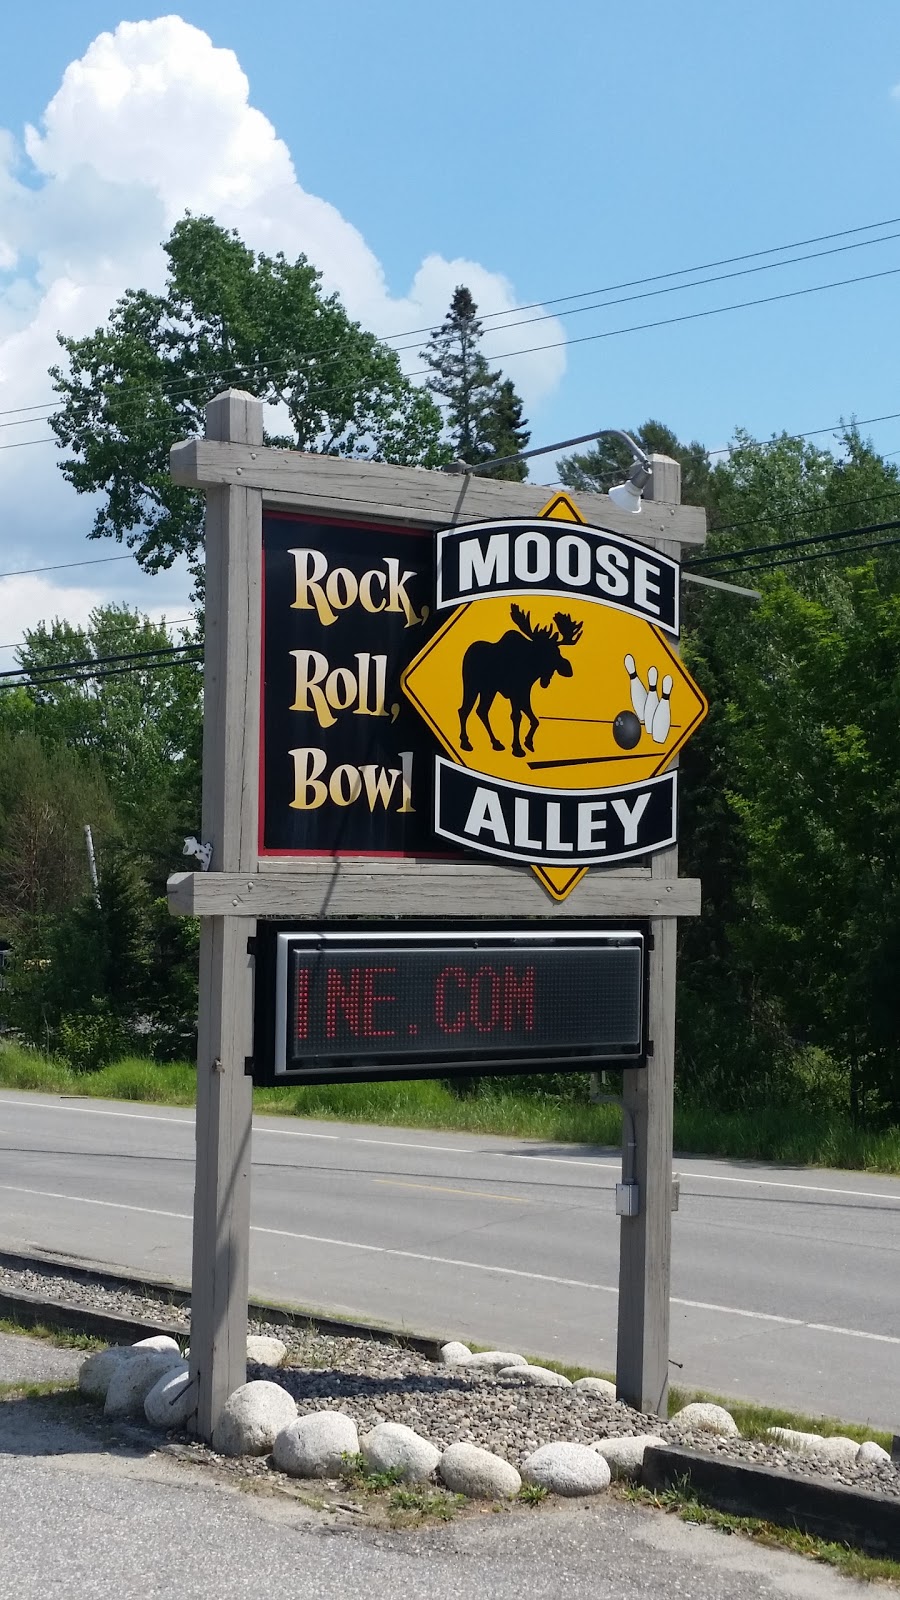 Rock,
Roll,
Bowl
MOOSE
ALLEY
INE.COM